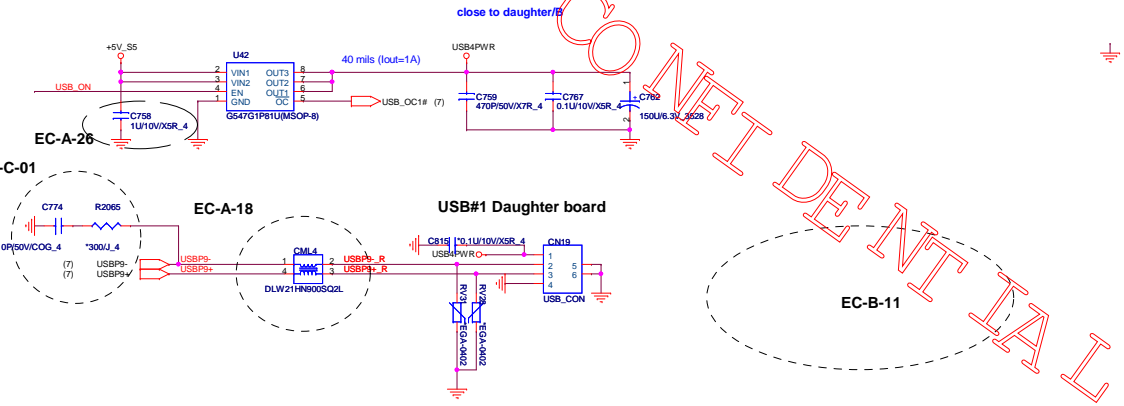 close to daughter/B
+5V_S5
U42
USB4PWR
40 mils (Iout=1A)
2 VIN1 OUT3 8
3 VIN2 OUT2 7
USB_ON 4 EN OUT1 6
1 GND OC 5
USB_OC1# (7)
G547G1P81U(MSOP-8)
C758
1U/10V/X5R_4
C759
470P/50V/X7R_4
C767
0.1U/10V/X5R_4
1
+ C762
150U/6.3V_3528
2
EC-A-26
-C-01
C774 R2065
0P/50V/COG_4 *300/J_4
(7) USBP9- USBP9-
(7) USBP9+ USBP9+
EC-A-18
CML4
1 2 USBP9-_R
4 3 USBP9+_R
DLW21HN900SQ2L
USB#1 Daughter board
C815 *0.1U/10V/X5R_4
USB4PWR
CN19
1
2 5
3 6
4
USB_CON
RV31 *EGA-0402
*EGA-0402
EC-B-11
CONFIDENTIAL